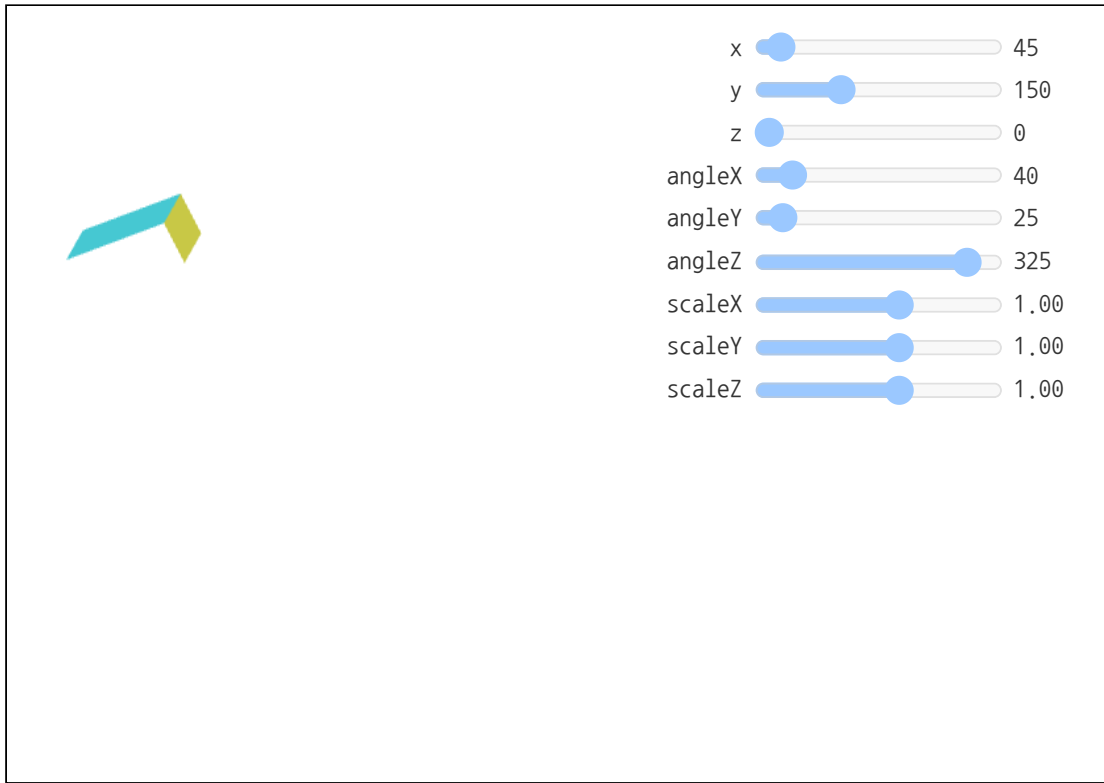 x 45
y 150
z 0
angleX 40
angleY 25
angleZ 325
scaleX 1.00
scaleY 1.00
scaleZ 1.00